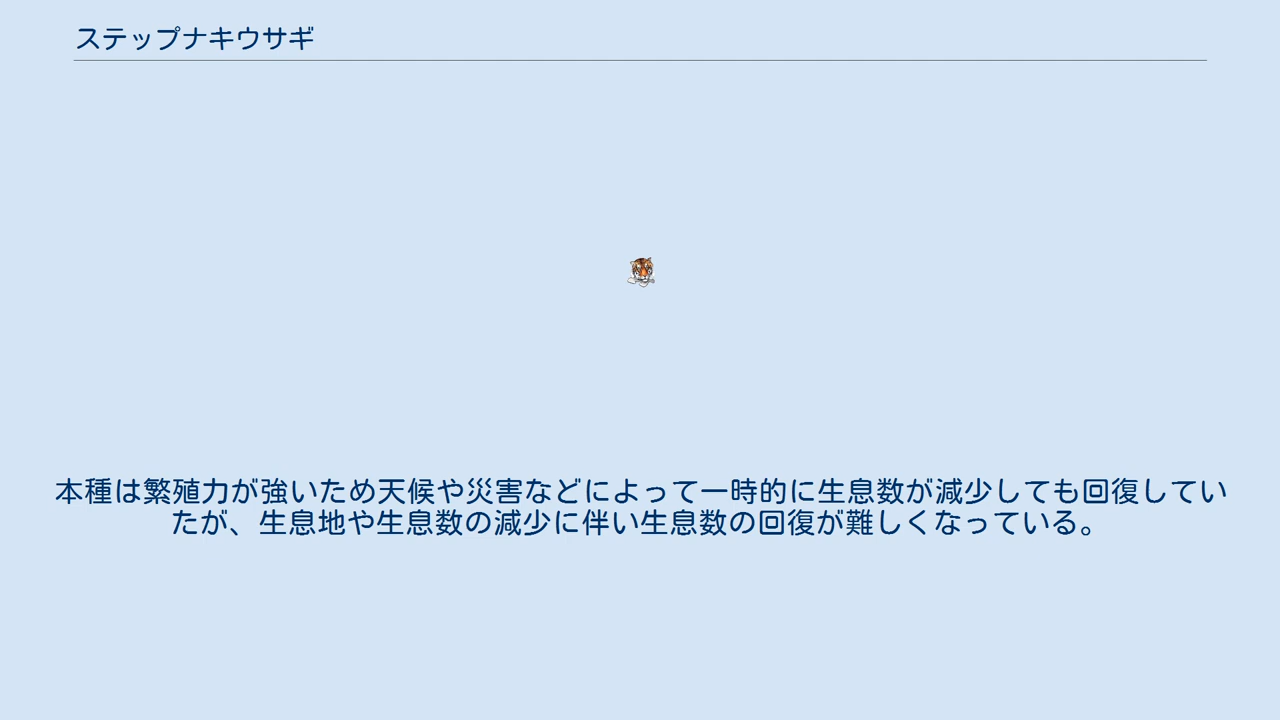 ステップナキウサギ
本種は繁殖力が強いため天候や災害などによって一時的に生息数が減少しても回復してい
たが、生息地や生息数の減少に伴い生息数の回復が難しくなっている。